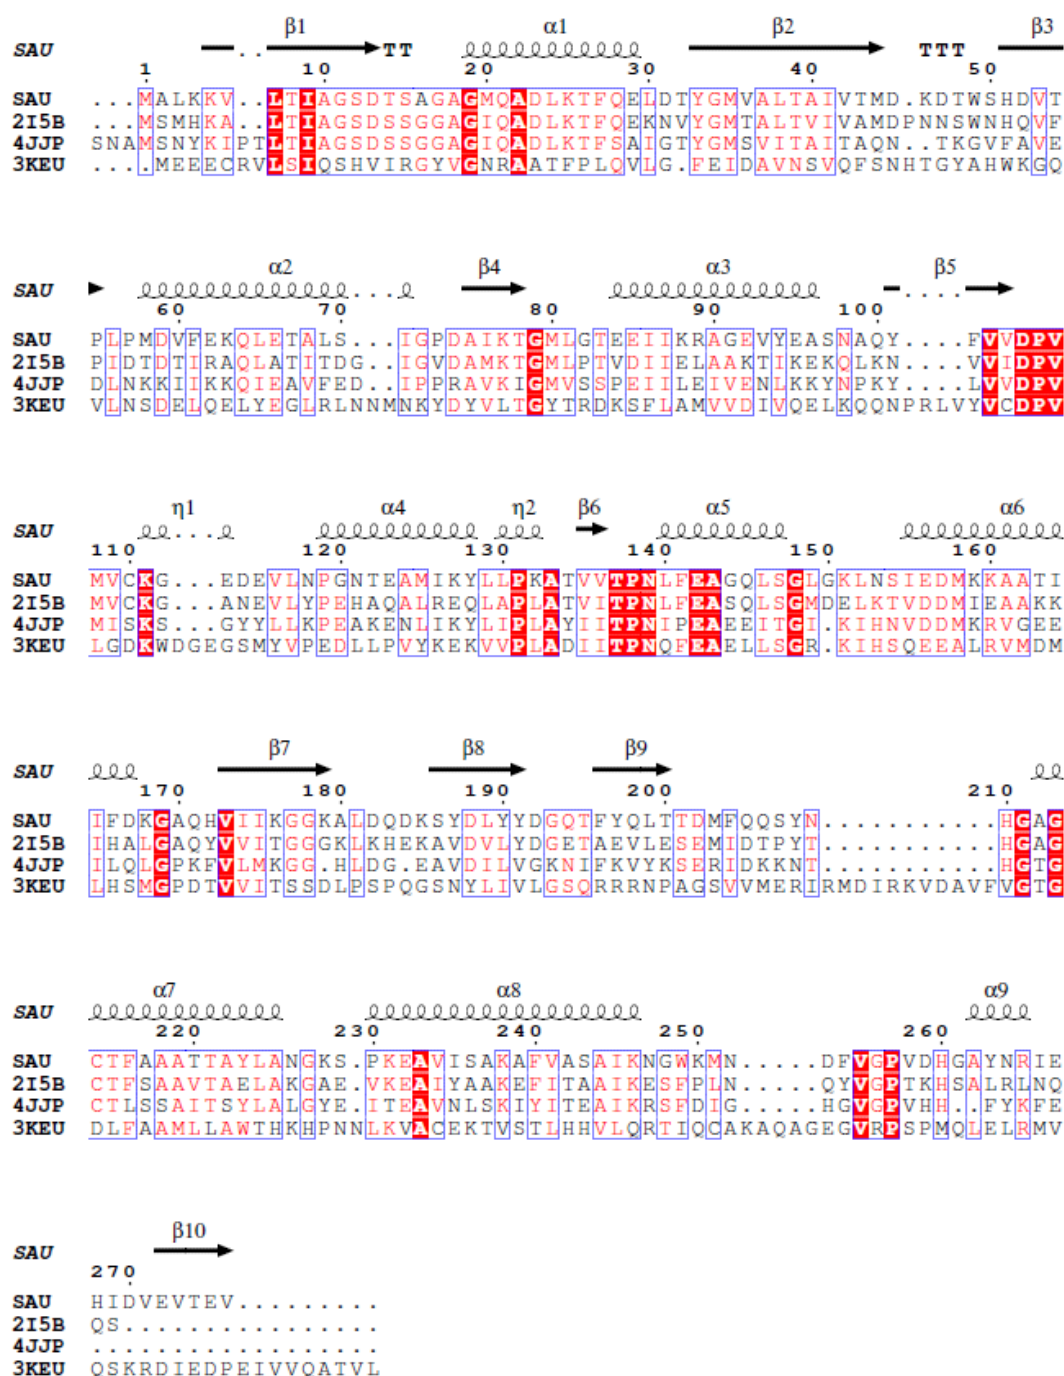 β1 α1 β2 β3
SAU TT TTT
1 10 20 30 40 50
SAU ...MALKKV..LTIAGSDTSAGAGMQADLKTFQELDTYGMVALTAIVTMD.KDTWSHDVT
2I5B ...MSMHKA..LTIAGSDSSGGAGIQADLKTFQEKNVYGMTALTVIVAMDPNNSWNHQVF
4JJP SNAMSNYKIPTLTIAGSDSSGGAGIQADLKTFSAIGTYGMSVITAITAQN..TKGVFAVE
3KEU ....MEEECRVLSIQSHVIRGYVGNRAATFPLQVLG.FEIDAVNSVQFSNHTGYAHWKGQ
α2 β4 α3 β5
SAU ... ....
60 70 80 90 100
SAU PLPMDVFEKQLETALS...IGPDAIKTGMLGTEEIIKRAGEVYEASNAQY....FVVDPV
2I5B PIDTDTIRAQLATITDG..IGVDAMKTGMLPTVDIIELAAKTIKEKQLKN....VVIDPV
4JJP DLNKKIIKKQIEAVFED..IPPRAVKIGMVSSPEIIEIVENLKKYNPKY....LVVDPV
3KEU VLNSDELQELYEGLRLNNMNKYDYVLTGYTRDKSFLAMVVDIVQELKQQNPRLVYVCDPV
η1 α4 η2 β6 α5 α6
SAU ...
110 120 130 140 150 160
SAU MVCKG...EDEVLNPGNTEAMIKYLLPKATVVTPNLFEAGQLSGLGKLNSIEDMKKAATI
2I5B MVCKG...ANEVLYPEHAQALREQLAPLATVITPNLFEASQLSGMDELKTVDDMIEAAKK
4JJP MISKS...GYYLLKPEAKENLIKYLIPLAYIITPNIPEAEEITGI.KIHNVDDMKRVGEE
3KEU LGDKWDGEGSMYVPEDLLPVYKEKVVPLADIITPNQFEAELLSGR.KIHSQEEALRVMDM
β7 β8 β9
SAU
170 180 190 200 210
SAU IFDKGAQHVIIKGGKALDQDKSYDLYYDGQTFYQLTTDMFQQSYN...........HGAG
2I5B IHALGAQYVVITGGGKLKHEKAVDVLYDGETAEVLESEMIDTPYT...........HGAG
4JJP ILQLGPKFVLMKGG.HLDG.EAVDILVGKNIFKVYKSERIDKKNT...........HGAG
3KEU LHSMGPDTVVITSSDLPSPQGSNYLIVLGSQRRRNPAGSVVMERIRMDIRKVDAVFVGTG
α7 α8 α9
SAU
220 230 240 250 260
SAU CTFAAATTAYLANGKS.PKEAVISAKAFVASAIKNGWKMN.....DFVGPVDHGAYNRIE
2I5B CTFSAAVTAELAKGAE.VKEAIYAAKEFITAAIKESFPLN.....QYVGPTKHSALRLNQ
4JJP CTLSSAITSYLALGYE.ITEAVNLSKIYITEAIKRSFDIG.....HGVGPVHH..FYKFE
3KEU DLFAAMLLAWTHKHPNNLKVACEKTVSTLHHVLQRTIQCAKAQAGEGVRPSPMQLELRMV
β10
SAU
270
SAU HIDVEVTEV.........
2I5B QS................
4JJP ..................
3KEU QSKRDIEDPEIVVQATVL